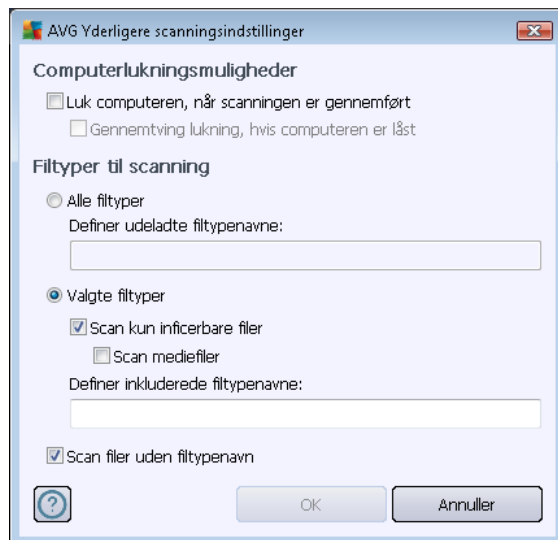 AVG Yderligere scanningsindstillinger
Computerlukningsmuligheder
Luk computeren, når scanningen er gennemført
Gennemtving lukning, hvis computeren er låst
Filtyper til scanning
Alle filtyper
Definer udeladte filtypenavne:
Valgte filtyper
Scan kun inficerbare filer
Scan mediefiler
Definer inkluderede filtypenavne:
Scan filer uden filtypenavn
?
OK
Annuller